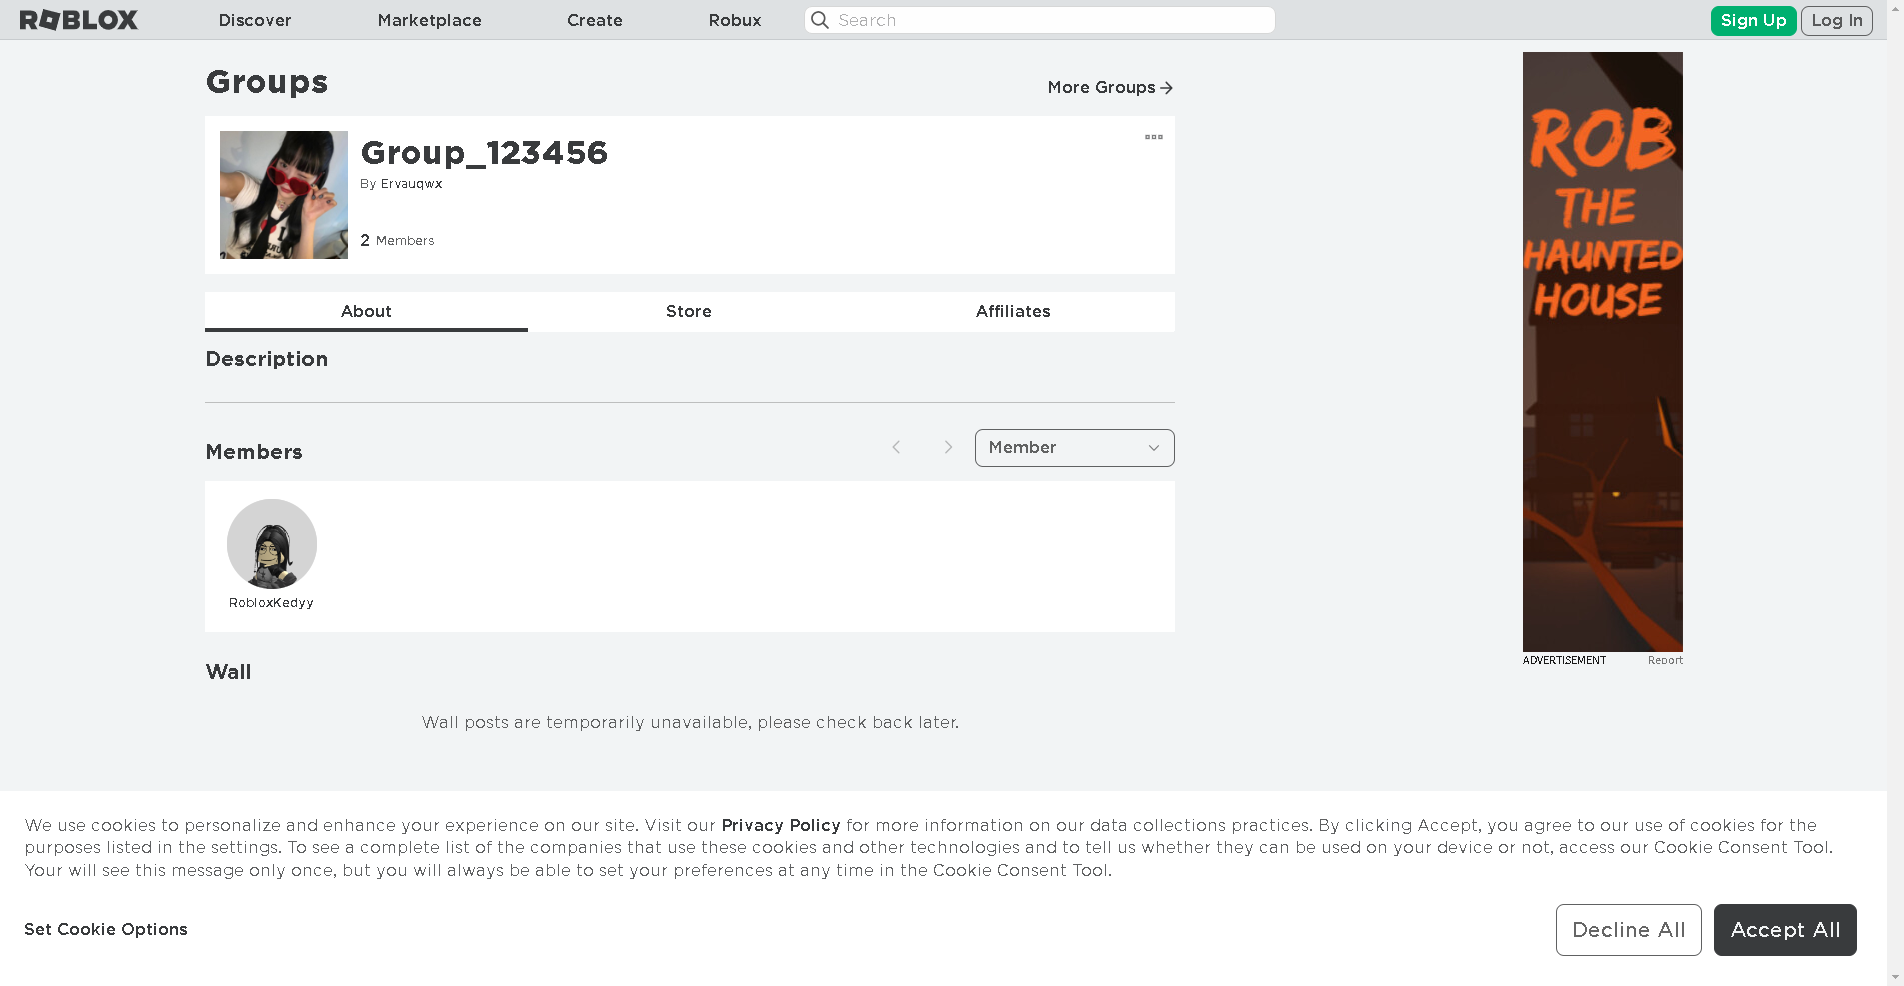 ROBLOX
Discover
Marketplace
Create
Robux
Search
Sign Up
Log In
Groups
More Groups
Group_123456
By Ervauqwx
2 Members
About
Store
Affiliates
Description
Members
Member
RobloxKedyy
Wall
Wall posts are temporarily unavailable, please check back later.
ROB
THE
HAUNTED
HOUSE
ADVERTISEMENT
Report
We use cookies to personalize and enhance your experience on our site. Visit our Privacy Policy for more information on our data collections practices. By clicking Accept, you agree to our use of cookies for the
purposes listed in the settings. To see a complete list of the companies that use these cookies and other technologies and to tell us whether they can be used on your device or not, access our Cookie Consent Tool.
Your will see this message only once, but you will always be able to set your preferences at any time in the Cookie Consent Tool.
Set Cookie Options
Decline All
Accept All